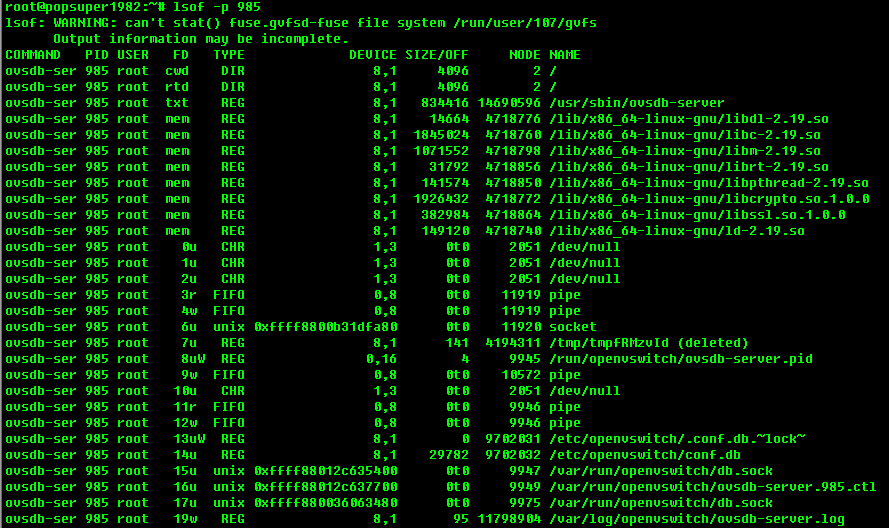 root@popsuper1982:~# lsof -p 985
lsof: WARNING: can't stat() fuse.gvfsd-fuse file system /run/user/107/gvfs
      Output information may be incomplete.
COMMAND   PID USER   FD   TYPE             DEVICE SIZE/OFF     NODE NAME
ovsdb-ser 985 root  cwd    DIR                8,1     4096        2 /
ovsdb-ser 985 root  rtd    DIR                8,1     4096        2 /
ovsdb-ser 985 root  txt    REG                8,1   834416 14690596 /usr/sbin/ovsdb-server
ovsdb-ser 985 root  mem    REG                8,1    14664  4718776 /lib/x86_64-linux-gnu/libdl-2.19.so
ovsdb-ser 985 root  mem    REG                8,1  1845024  4718760 /lib/x86_64-linux-gnu/libc-2.19.so
ovsdb-ser 985 root  mem    REG                8,1  1071552  4718798 /lib/x86_64-linux-gnu/libm-2.19.so
ovsdb-ser 985 root  mem    REG                8,1    31792  4718856 /lib/x86_64-linux-gnu/librt-2.19.so
ovsdb-ser 985 root  mem    REG                8,1   141574  4718850 /lib/x86_64-linux-gnu/libpthread-2.19.so
ovsdb-ser 985 root  mem    REG                8,1  1926432  4718772 /lib/x86_64-linux-gnu/libcrypto.so.1.0.0
ovsdb-ser 985 root  mem    REG                8,1   382984  4718864 /lib/x86_64-linux-gnu/libssl.so.1.0.0
ovsdb-ser 985 root  mem    REG                8,1   149120  4718740 /lib/x86_64-linux-gnu/ld-2.19.so
ovsdb-ser 985 root    0u   CHR                1,3      0t0     2051 /dev/null
ovsdb-ser 985 root    1u   CHR                1,3      0t0     2051 /dev/null
ovsdb-ser 985 root    2u   CHR                1,3      0t0     2051 /dev/null
ovsdb-ser 985 root    3r  FIFO                0,8      0t0    11919 pipe
ovsdb-ser 985 root    4w  FIFO                0,8      0t0    11919 pipe
ovsdb-ser 985 root    6u  unix 0xffff8800b31dfa80      0t0    11920 socket
ovsdb-ser 985 root    7u   REG                8,1      141  4194311 /tmp/tmpfRMzvId (deleted)
ovsdb-ser 985 root    8uW  REG               0,16        4     9945 /run/openvswitch/ovsdb-server.pid
ovsdb-ser 985 root    9w  FIFO                0,8      0t0    10572 pipe
ovsdb-ser 985 root   10u   CHR                1,3      0t0     2051 /dev/null
ovsdb-ser 985 root   11r  FIFO                0,8      0t0     9946 pipe
ovsdb-ser 985 root   12w  FIFO                0,8      0t0     9946 pipe
ovsdb-ser 985 root   13uW  REG                8,1        0  9702031 /etc/openvswitch/.conf.db.~lock~
ovsdb-ser 985 root   14u   REG                8,1    29782  9702032 /etc/openvswitch/conf.db
ovsdb-ser 985 root   15u  unix 0xffff88012c635400      0t0     9947 /var/run/openvswitch/db.sock
ovsdb-ser 985 root   16u  unix 0xffff88012c637700      0t0     9949 /var/run/openvswitch/ovsdb-server.985.ctl
ovsdb-ser 985 root   17u  unix 0xffff880036063480      0t0     9975 /var/run/openvswitch/db.sock
ovsdb-ser 985 root   19w   REG                8,1       95 11798904 /var/log/openvswitch/ovsdb-server.log